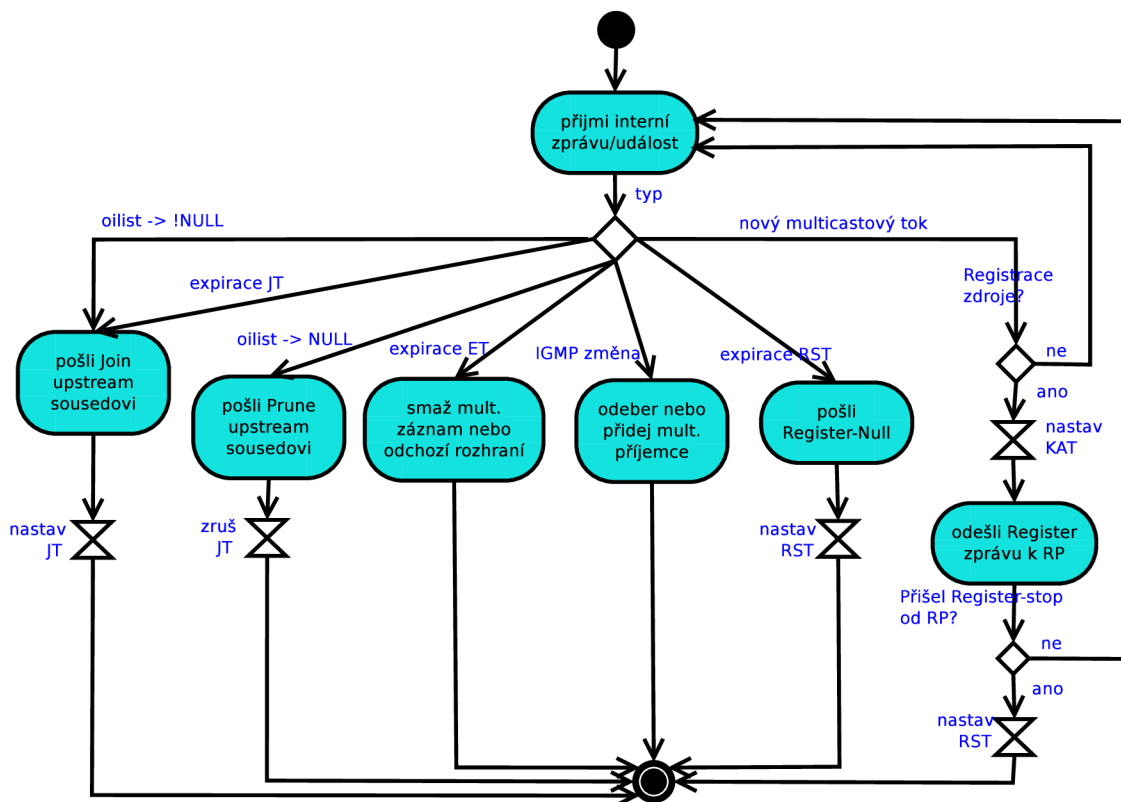 přijmi interní
zprávu/událost
typ
oilist -> !NULL
nový multicastový tok
expirace JT
Registrace
zdroje?
oilist -> NULL
expirace ET
IGMP změna
expirace RST
ne
ano
pošli Join
upstream
sousedovi
pošli Prune
upstream
sousedovi
smaž mult.
záznam nebo
odchozí rozhraní
odeber nebo
přidej mult.
příjemce
pošli
Register-Null
nastav
KAT
nastav
JT
zruš
JT
nastav
RST
odešli Register
zprávu k RP
Přišel Register-stop
od RP?
ne
ano
nastav
RST